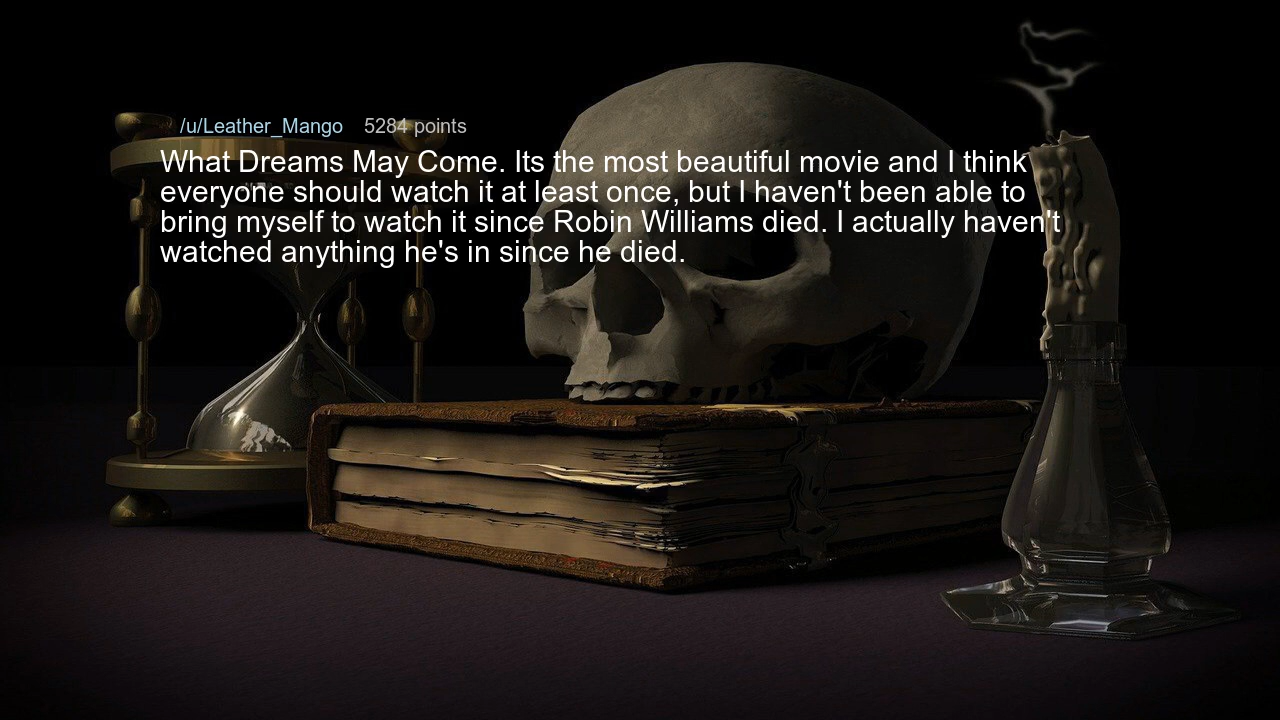 /u/Leather_Mango 5284 points
What Dreams May Come. Its the most beautiful movie and I think
everyone should watch it at least once, but I haven't been able to
bring myself to watch it since Robin Williams died. I actually haven't
watched anything he's in since he died.